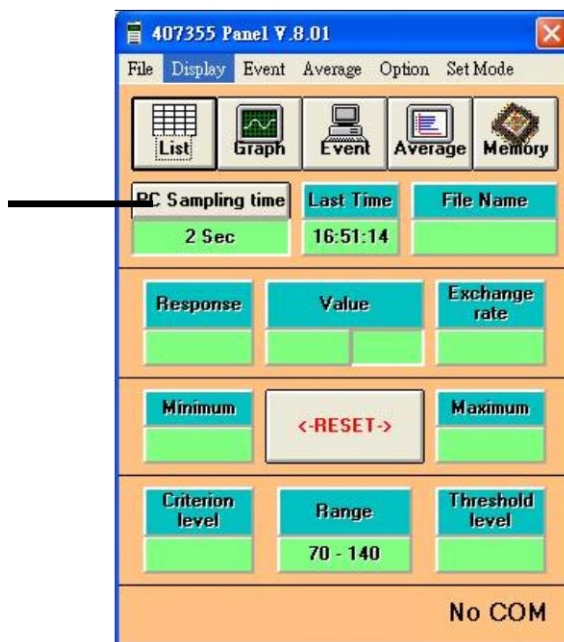 407355 Panel V.8.01
File Display Event Average Option Set Mode
List Graph Event Average Memory
PC Sampling time Last Time File Name
2 Sec 16:51:14
Response Value Exchange rate
Minimum <-RESET-> Maximum
Criterion level Range Threshold level
70 - 140
No COM